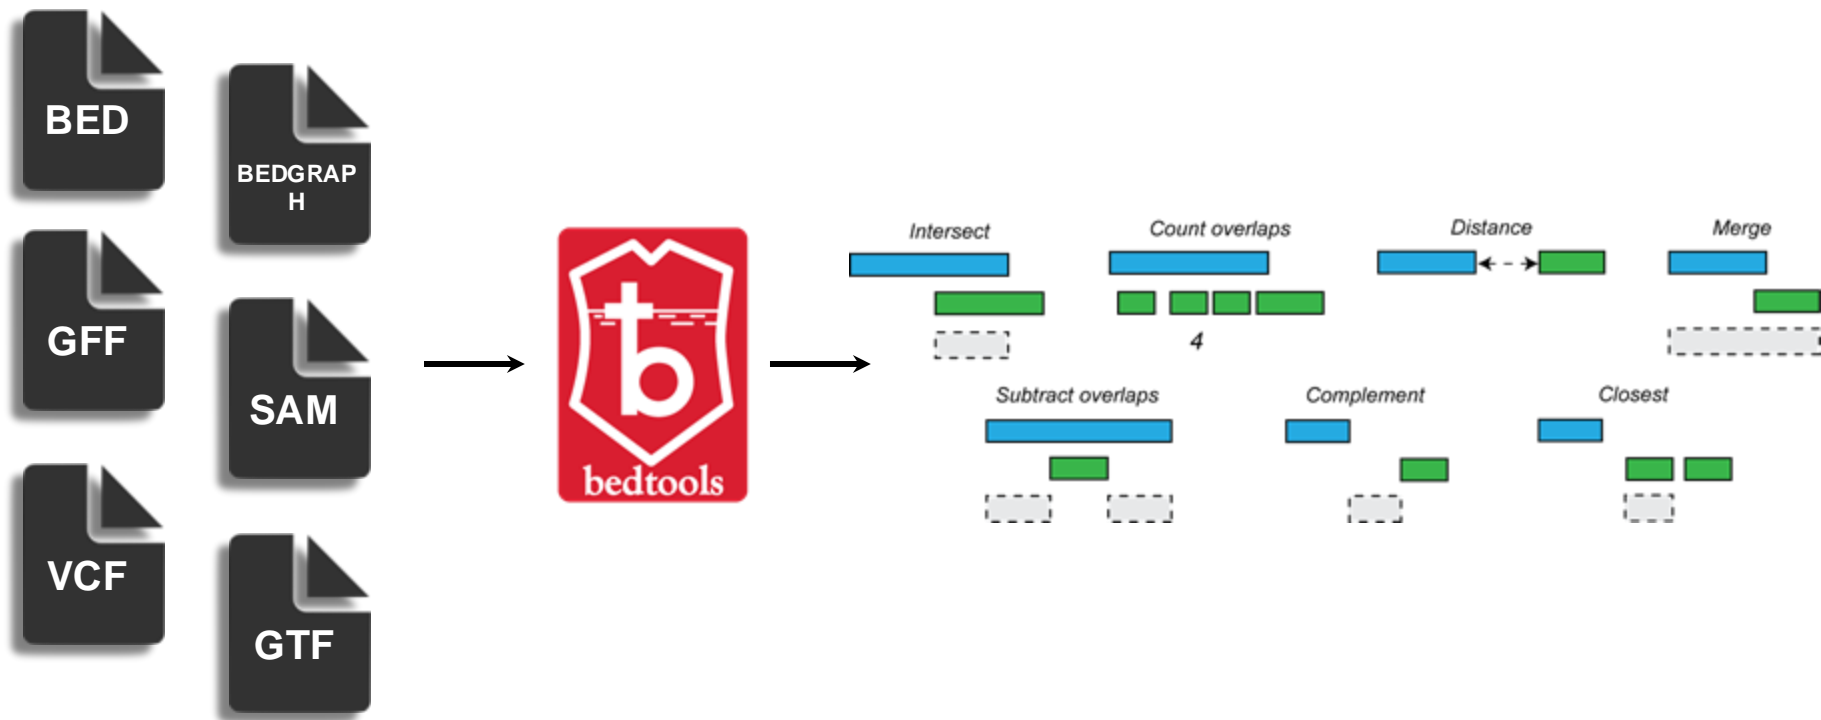 BED
BEDGRAP
H
GFF
SAM
VCF
GTF
bedtools
Intersect
Count overlaps
4
Distance
Merge
Subtract overlaps
Complement
Closest